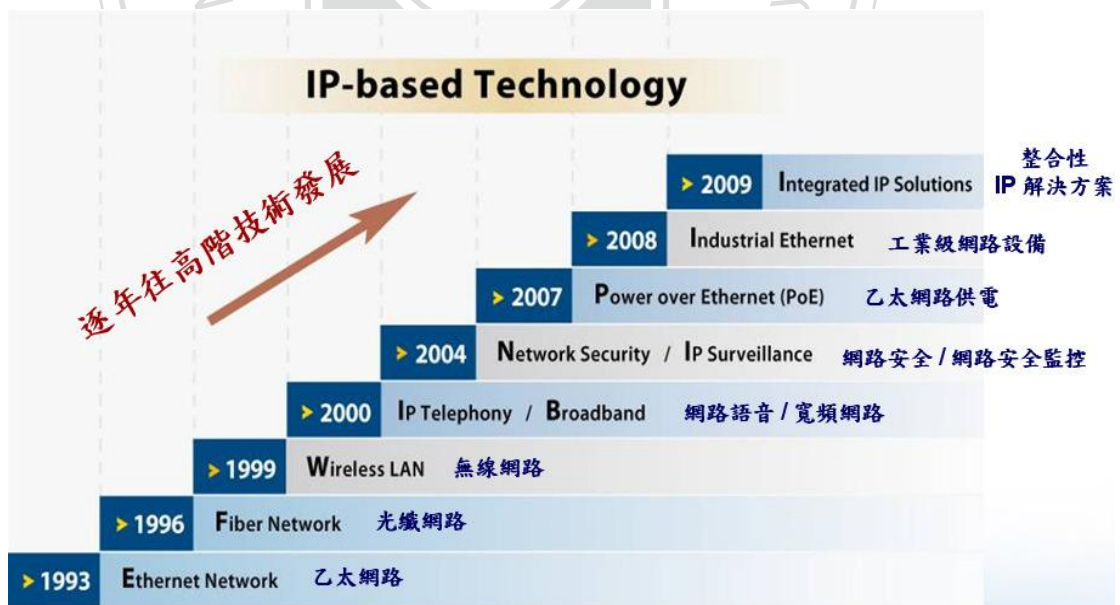 IP-based Technology
逐年往高階技術發展
整合性
> 2009 Integrated IP Solutions IP 解決方案
> 2008 Industrial Ethernet 工業級網路設備
> 2007 Power over Ethernet (PoE) 乙太網路供電
> 2004 Network Security / IP Surveillance 網路安全 / 網路安全監控
> 2000 IP Telephony / Broadband 網路語音 / 寬頻網路
> 1999 Wireless LAN 無線網路
> 1996 Fiber Network 光纖網路
> 1993 Ethernet Network 乙太網路